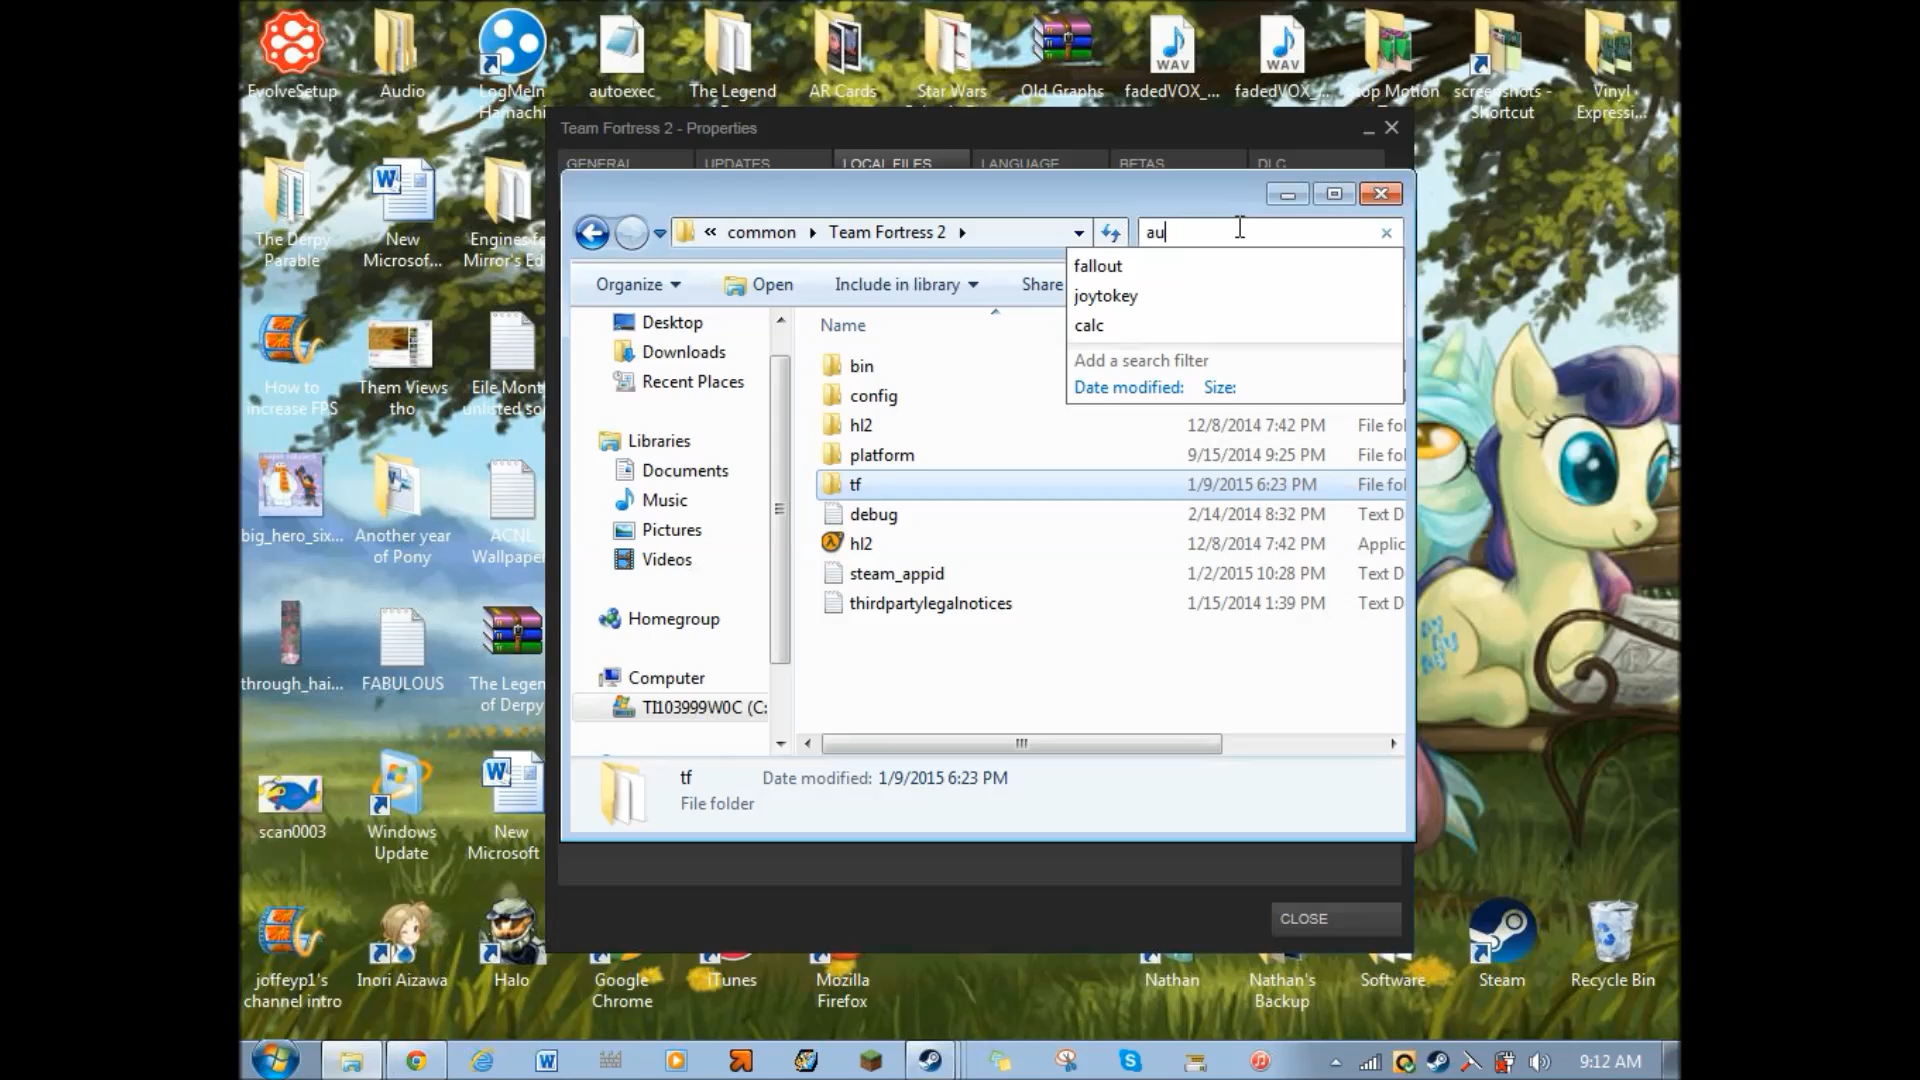 EvolveSetup
Audio
LogMeIn
Hamachi
autoexec
The Legend
AR Cards
Star Wars
Old Graphs
WAV
fadedVOX_...
WAV
fadedVOX_...
Stop Motion
screenshots -
Shortcut
Vinyl
Expressi...
Team Fortress 2 - Properties
GENERAL
UPDATES
LOCAL FILES
LANGUAGE
BETAS
DLC
« common
Team Fortress 2
au
fallout
joytokey
calc
Add a search filter
Date modified: Size:
Organize
Open
Include in library
Share
Desktop
Downloads
Recent Places
Libraries
Documents
Music
Pictures
Videos
Homegroup
Computer
TI103999W0C (C:
Name
bin
config
hl2 12/8/2014 7:42 PM File fol
platform 9/15/2014 9:25 PM File fol
tf 1/9/2015 6:23 PM File fol
debug 2/14/2014 8:32 PM Text D
hl2 12/8/2014 7:42 PM Applic
steam_appid 1/2/2015 10:28 PM Text D
thirdpartylegalnotices 1/15/2014 1:39 PM Text D
tf Date modified: 1/9/2015 6:23 PM
File folder
CLOSE
The Derpy
Parable
New
Microsof...
Engines fo
Mirror's Ed
How to
increase FPS
Them Views
tho
Eile Mont
unlisted so
big_hero_six...
Another year
of Pony
ACNL
Wallpaper
through_hai...
FABULOUS
The Legen
of Derpy
scan0003
Windows
Update
New
Microsoft
joffeyp1's
channel intro
Inori Aizawa
Halo
Google
Chrome
iTunes
Mozilla
Firefox
Nathan
Nathan's
Backup
Software
Steam
Recycle Bin
9:12 AM